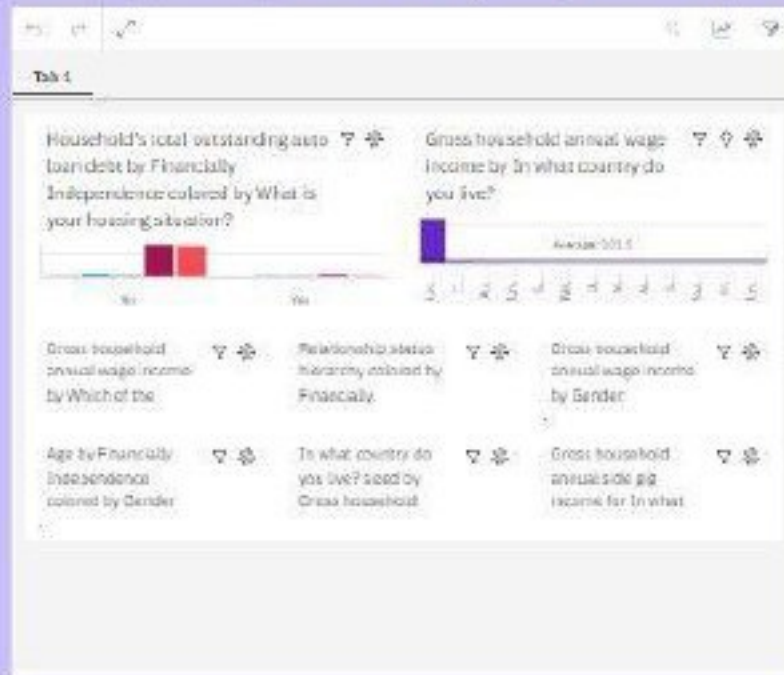 Tab 1
Household's total outstanding auto
loan debt by Financially
Independence colored by What is
your housing situation?
No
Yes
Gross household annual wage
income by In what country do
you live?
Gross household
annual wage income
by Which of the
Relationship status
hierarchy colored by
Financially.
Gross household
annual wage income
by Gender
Age by Financially
Independence
colored by Gender
In what country do
you live? sized by
Gross household
Gross household
annual side gig
income for In what